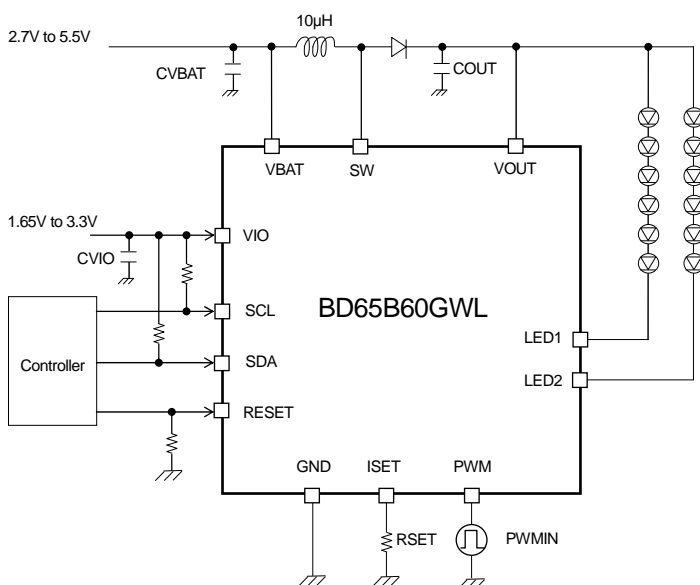 10µH
2.7V to 5.5V
CVBAT
COUT
VBAT
SW
VOUT
1.65V to 3.3V
VIO
CVIO
SCL
BD65B60GWL
LED1
Controller
SDA
LED2
RESET
GND
ISET
PWM
RSET
PWMIN